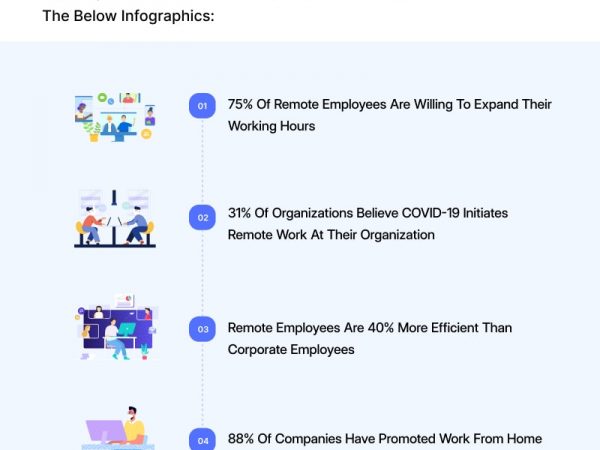 The Below Infographics:
01
75% Of Remote Employees Are Willing To Expand Their
Working Hours
02
31% Of Organizations Believe COVID-19 Initiates
Remote Work At Their Organization
03
Remote Employees Are 40% More Efficient Than
Corporate Employees
04
88% Of Companies Have Promoted Work From Home